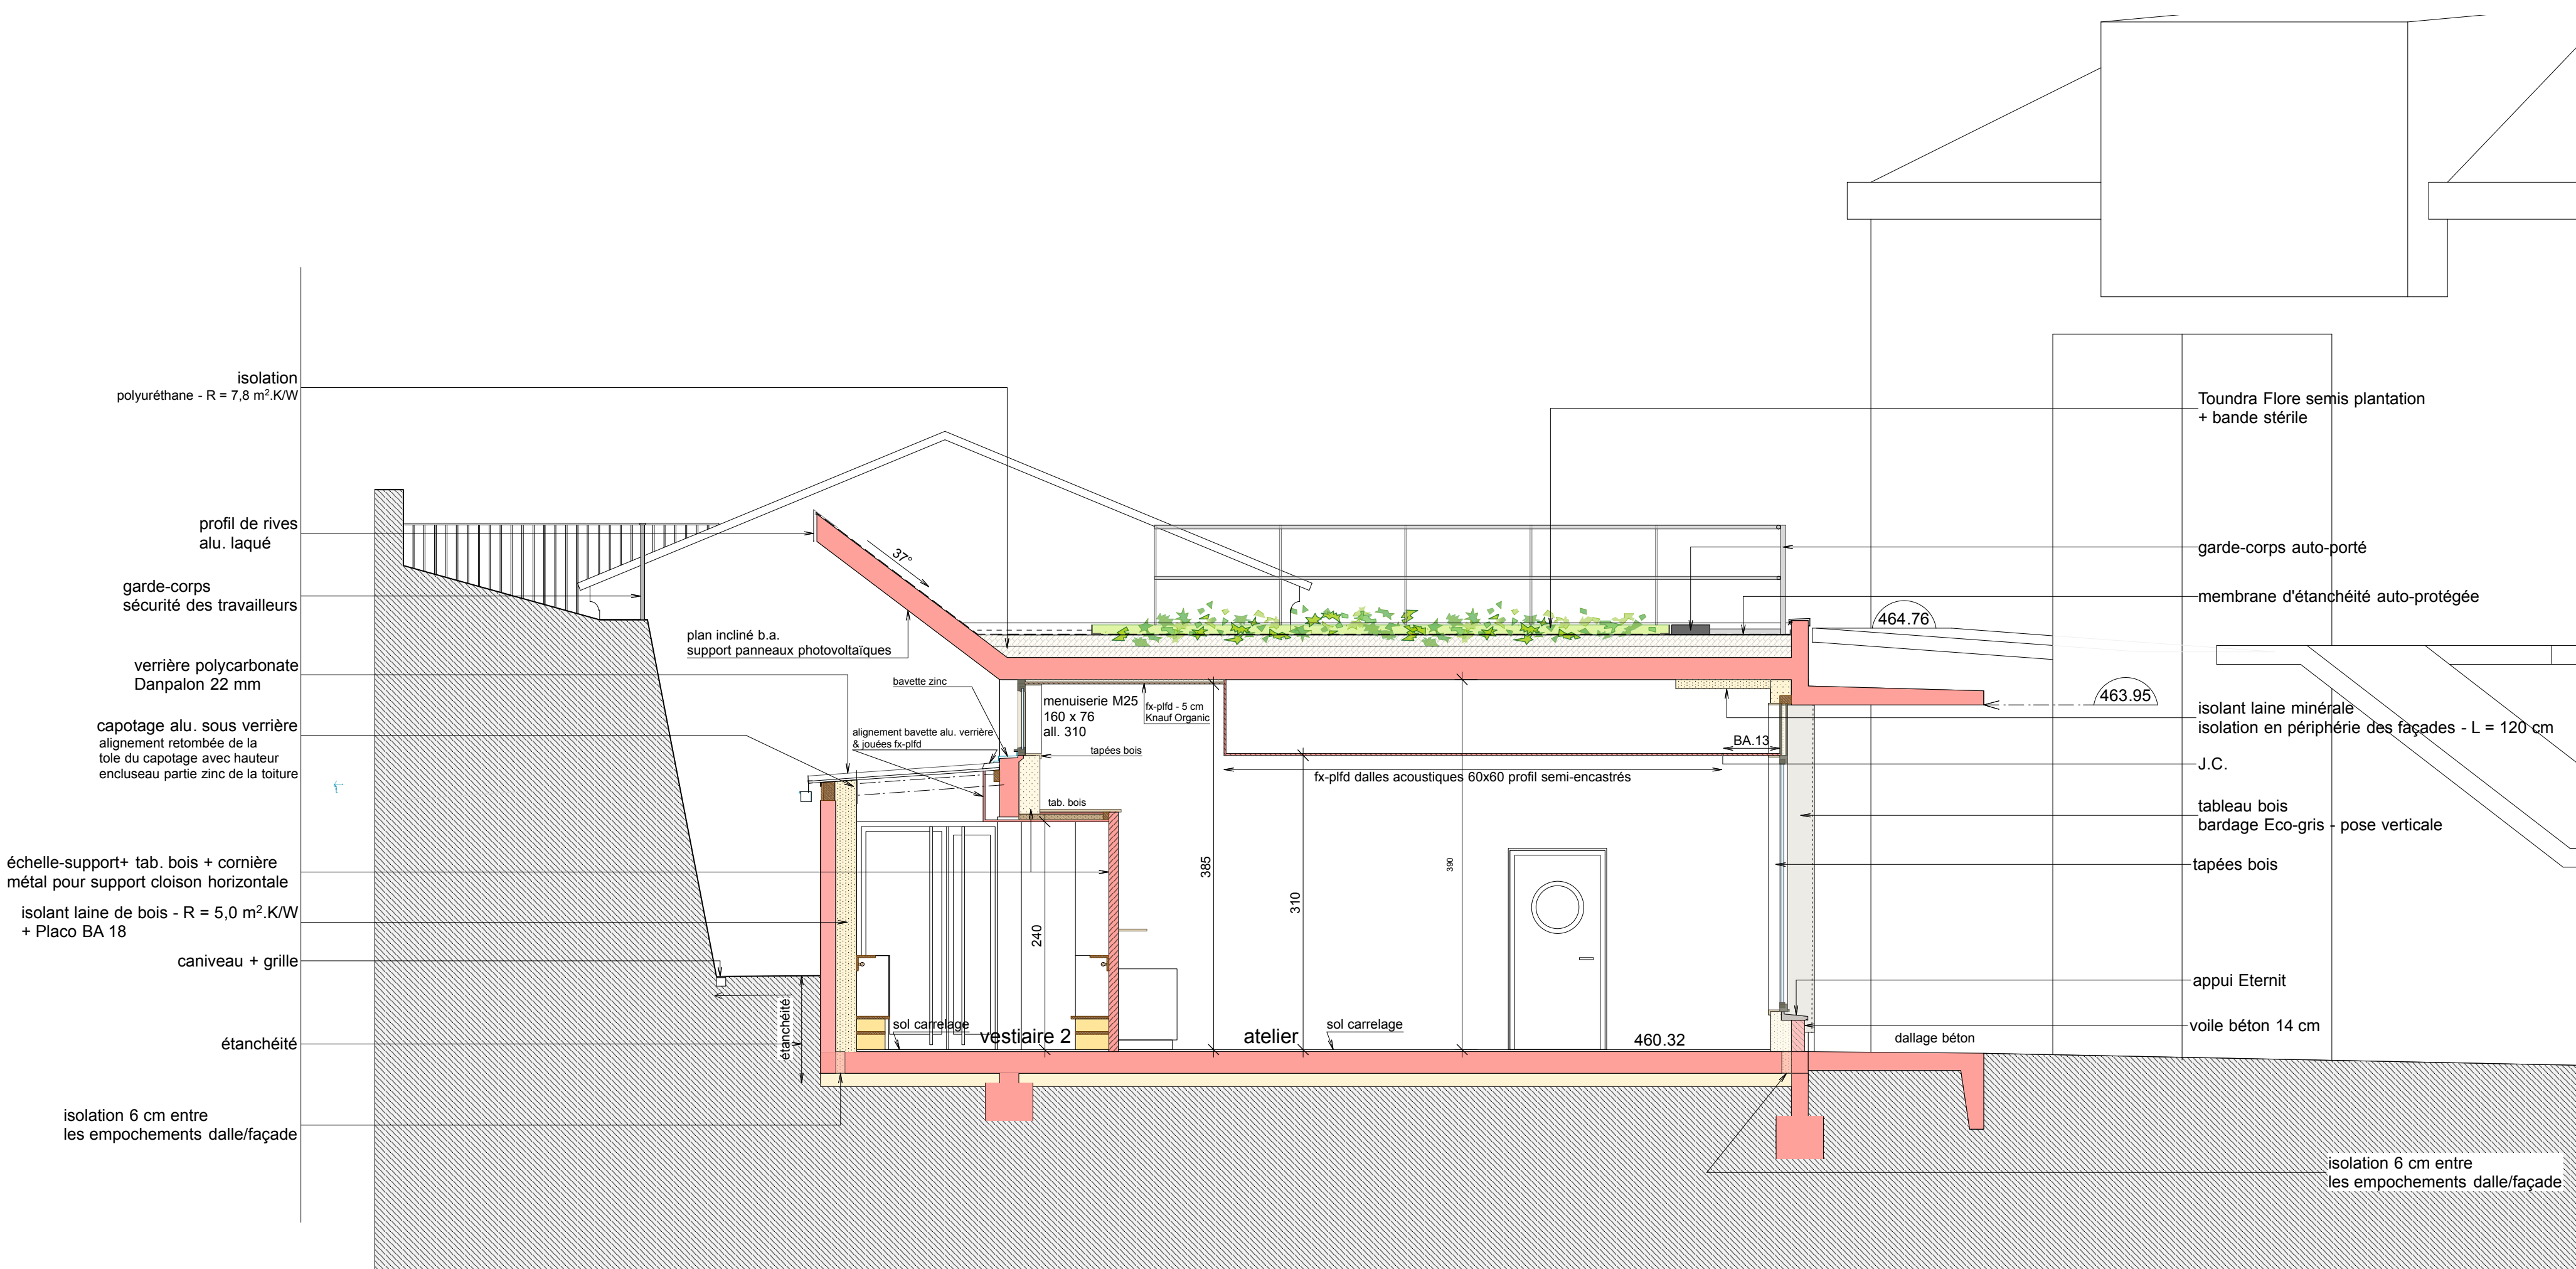 isolation
polyuréthane - R = 7,8 m².K/W
profil de rives
alu. laqué
garde-corps
sécurité des travailleurs
verrière polycarbonate
Danpalon 22 mm
capotage alu. sous verrière
alignement retombée de la
tole du capotage avec hauteur
encluseau partie zinc de la toiture
échelle-support+ tab. bois + cornière
métal pour support cloison horizontale
isolant laine de bois - R = 5,0 m².K/W
+ Placo BA 18
caniveau + grille
étanchéité
isolation 6 cm entre
les empochements dalle/façade
37°
plan incliné b.a.
support panneaux photovoltaïques
bavette zinc
alignement bavette alu. verrière
& jouées fx-plfd
menuiserie M25
160 x 76
all. 310
fx-plfd - 5 cm
Knauf Organic
tapées bois
tab. bois
fx-plfd dalles acoustiques 60x60 profil semi-encastrés
BA.13
385
390
310
240
étanchéité
sol carrelage
vestiaire 2
atelier
sol carrelage
460.32
dallage béton
464.76
463.95
Toundra Flore semis plantation
+ bande stérile
garde-corps auto-porté
membrane d'étanchéité auto-protégée
isolant laine minérale
isolation en périphérie des façades - L = 120 cm
J.C.
tableau bois
bardage Eco-gris - pose verticale
tapées bois
appui Eternit
voile béton 14 cm
isolation 6 cm entre
les empochements dalle/façade